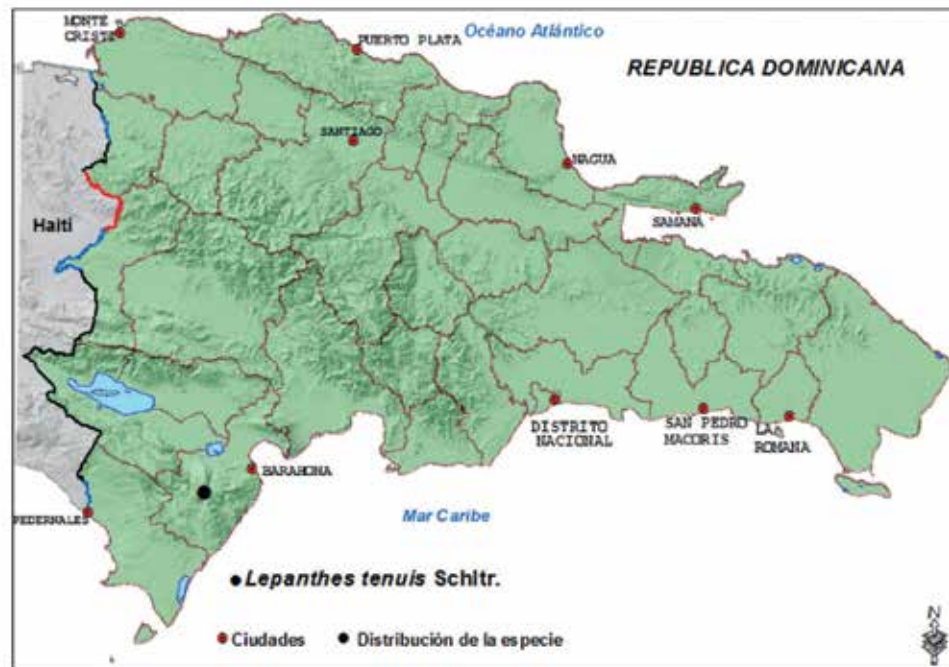 MONTE
CRISTI
PUERTO PLATA
Océano Atlántico
REPUBLICA DOMINICANA
SANTIAGO
NAGUA
SAMANA
Haití
DISTRITO
NACIONAL
SAN PEDRO
MACORIS
LA
ROMANA
BARAHONA
PEDERNALES
Mar Caribe
Lepanthes tenuis Schltr.
Ciudades
Distribución de la especie
N